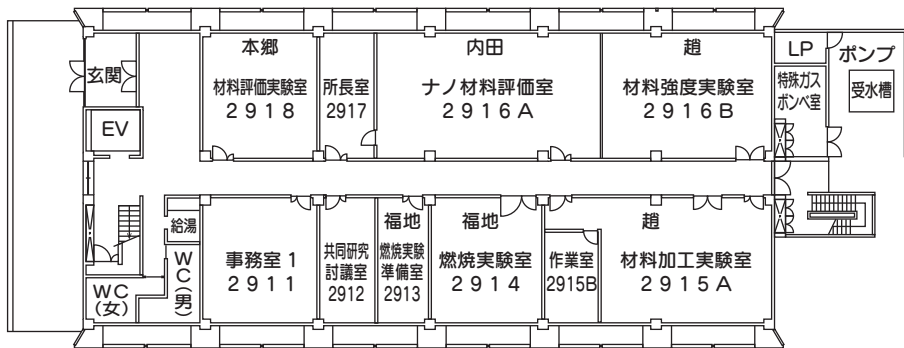 本郷
内田
趙
LP
ポンプ
玄関
材料評価実験室
2918
所長室
2917
ナノ材料評価室
2916A
材料強度実験室
2916B
特殊ガス
ボンベ室
受水槽
EV
給湯
福地
福地
趙
事務室1
2911
共同研究
討議室
2912
燃焼実験
準備室
2913
燃焼実験室
2914
作業室
2915B
材料加工実験室
2915A
WC
(女)
WC(男)